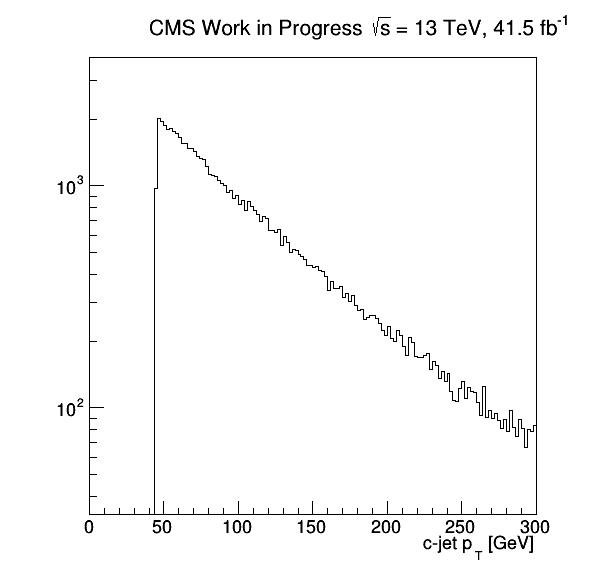 CMS Work in Progress √s = 13 TeV, 41.5 fb⁻¹
10³
10²
0 50 100 150 200 250 300
c-jet p_T [GeV]